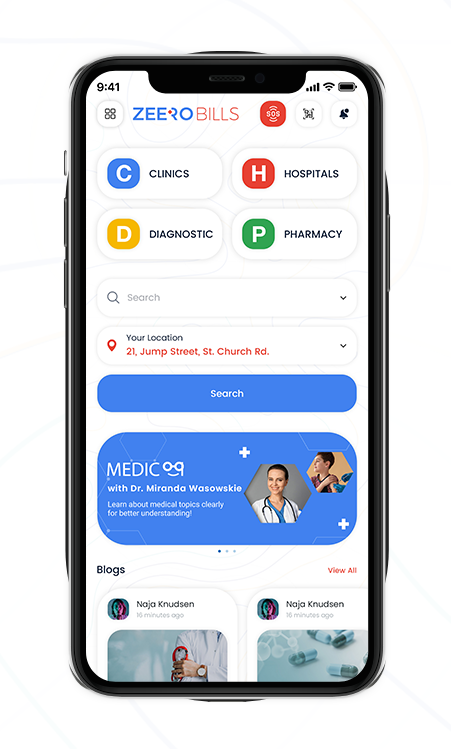 9:41
ZEERO BILLS
SOS
C CLINICS
H HOSPITALS
D DIAGNOSTIC
P PHARMACY
Search
Your Location
21, Jump Street, St. Church Rd.
Search
MEDIC
with Dr. Miranda Wasowskie
Learn about medical topics clearly
for better understanding!
Blogs
View All
Naja Knudsen
16 minutes ago
Naja Knudsen
16 minutes ago